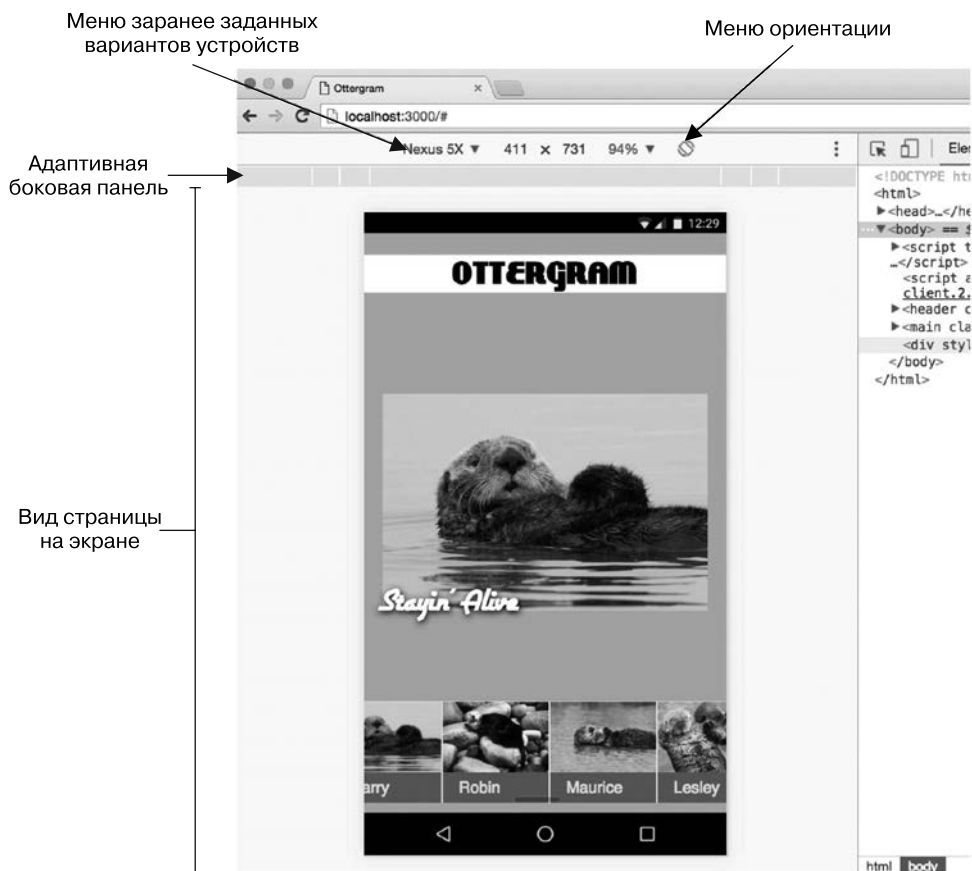 Меню заранее заданных
вариантов устройств
Меню ориентации
Ottergram
localhost:3000/#
Nexus 5X ▼ 411 × 731 94% ▼
Адаптивная
боковая панель
Вид страницы
на экране
12:29
OTTERGRAM
Stayin' Alive
arry
Robin
Maurice
Lesley
Ele
<!DOCTYPE ht
<html>
▶<head>…</he
…▼<body> ==
▶<script t
…</script>
<script a
client.2.
▶<header c
▶<main cla
<div styl
</body>
</html>
html body